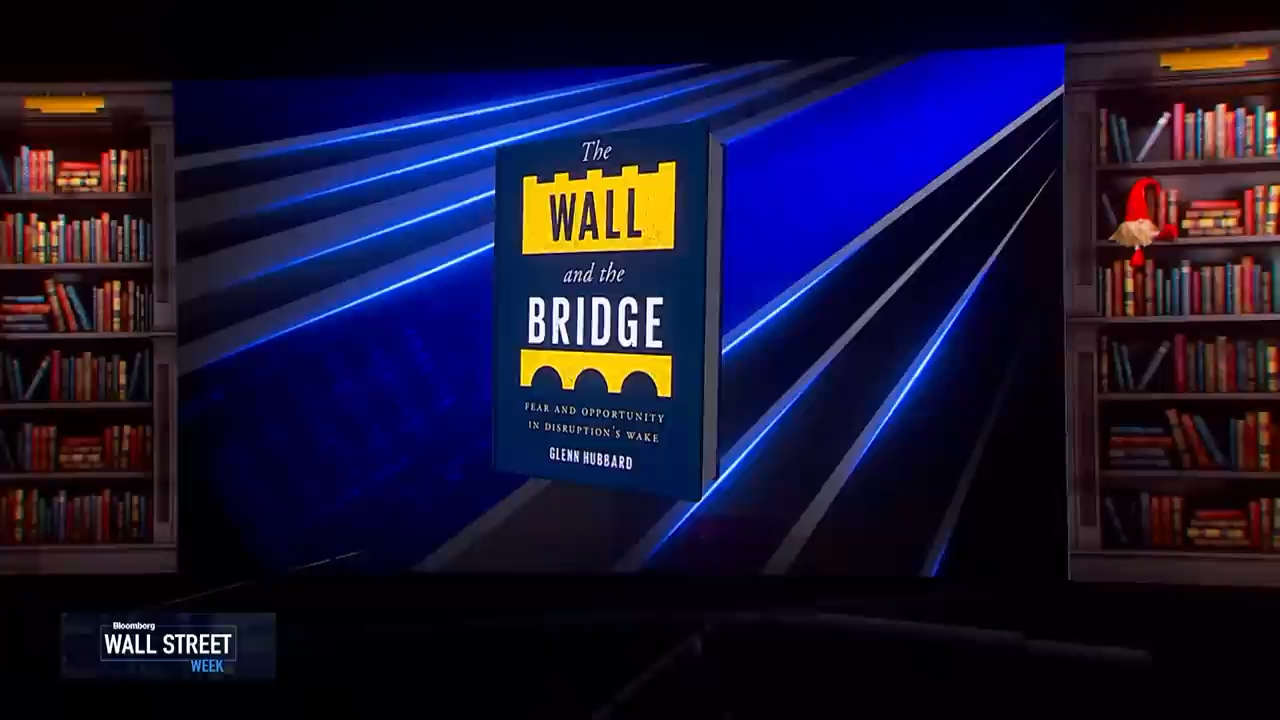 The
WALL
and the
BRIDGE
FEAR AND OPPORTUNITY
IN DISRUPTION'S WAKE
GLENN HUBBARD
Bloomberg
WALL STREET
WEEK